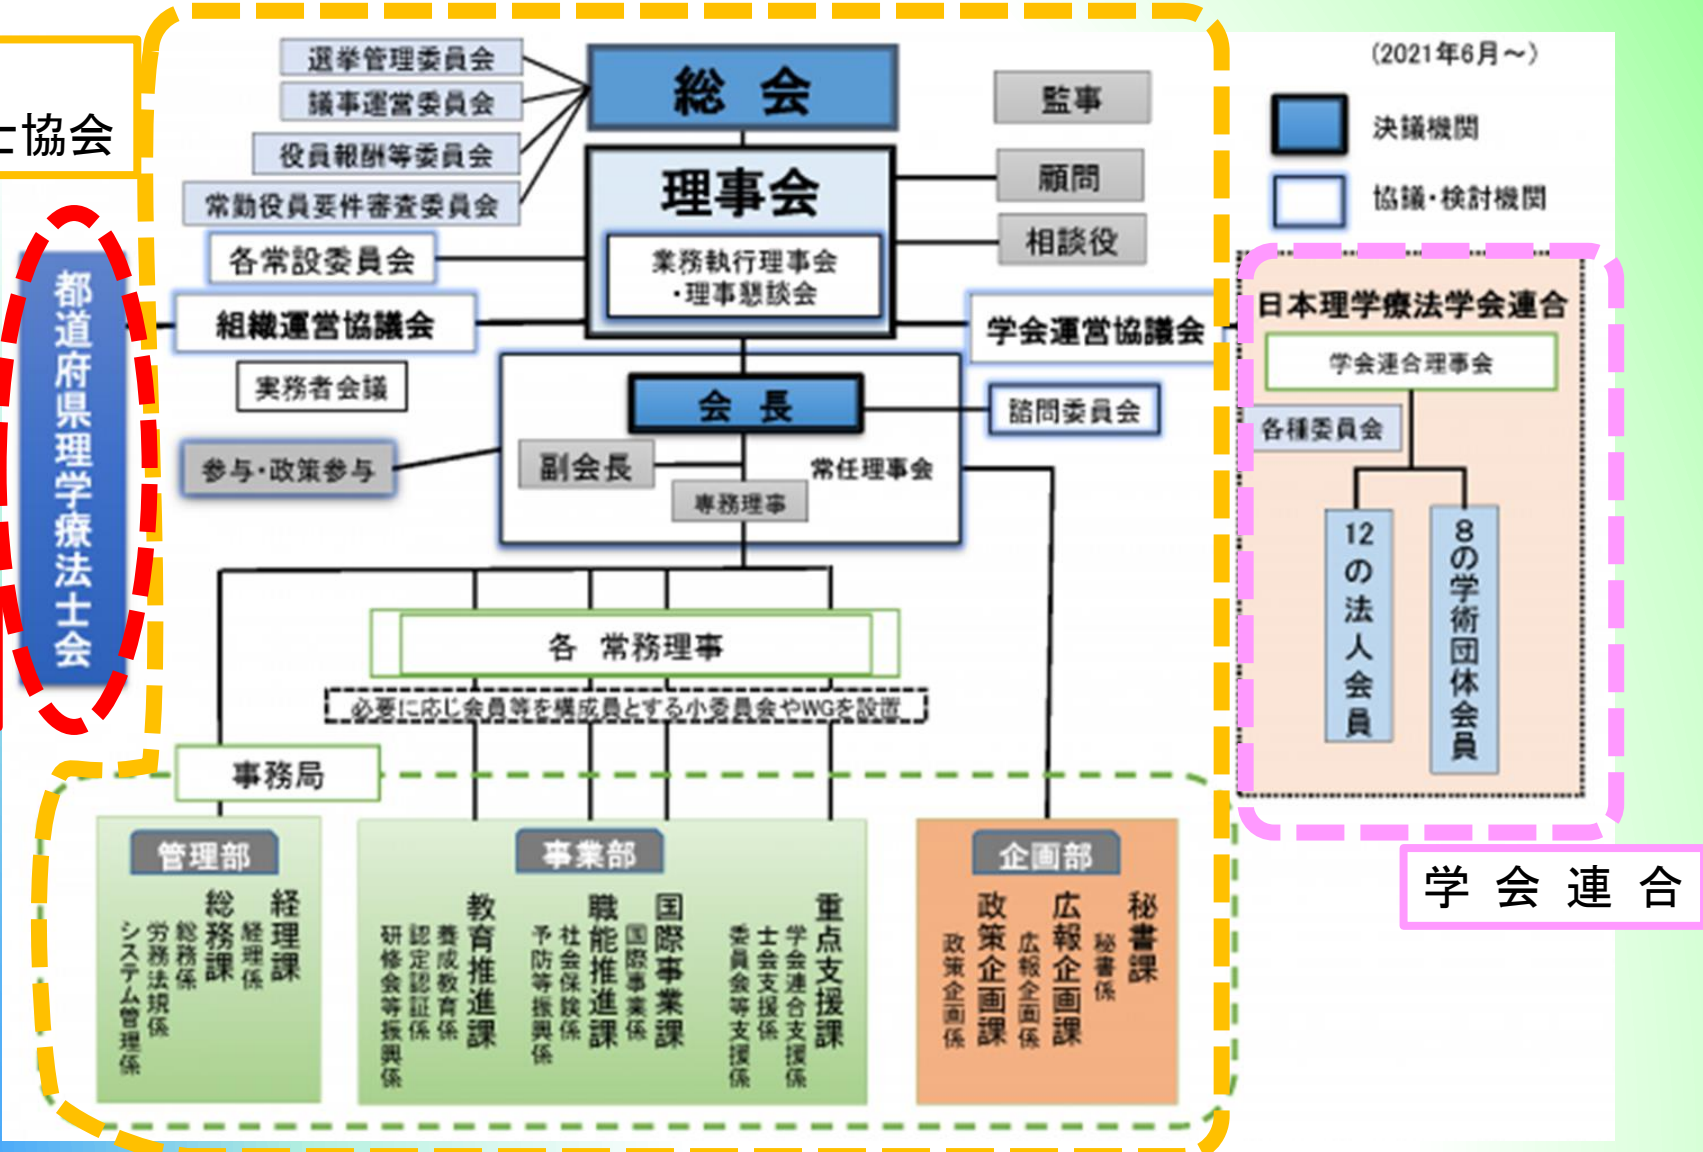 士協会
都道府県理学療法士会
選挙管理委員会
議事運営委員会
役員報酬等委員会
常勤役員要件審査委員会
総 会
監事
(2021年6月～)
決議機関
協議・検討機関
理事会
業務執行理事会
・理事懇談会
顧問
相談役
各常設委員会
組織運営協議会
学会運営協議会
実務者会議
会 長
諮問委員会
参与・政策参与
副会長
常任理事会
専務理事
日本理学療法学会連合
学会連合理事会
各種委員会
12の法人会員
8の学術団体会員
各 常務理事
必要に応じ会員等を構成員とする小委員会やWGを設置
事務局
管理部
経理課
経理係
総務課
総務係
労務法規係
システム管理係
事業部
重点支援課
学会連合支援係
士会支援係
委員会等支援係
国際事業課
国際事業係
職能推進課
社会保険係
予防等振興係
教育推進課
養成教育係
認定認証係
研修会等振興係
企画部
秘書課
秘書係
広報企画課
広報企画係
政策企画課
政策企画係
学 会 連 合